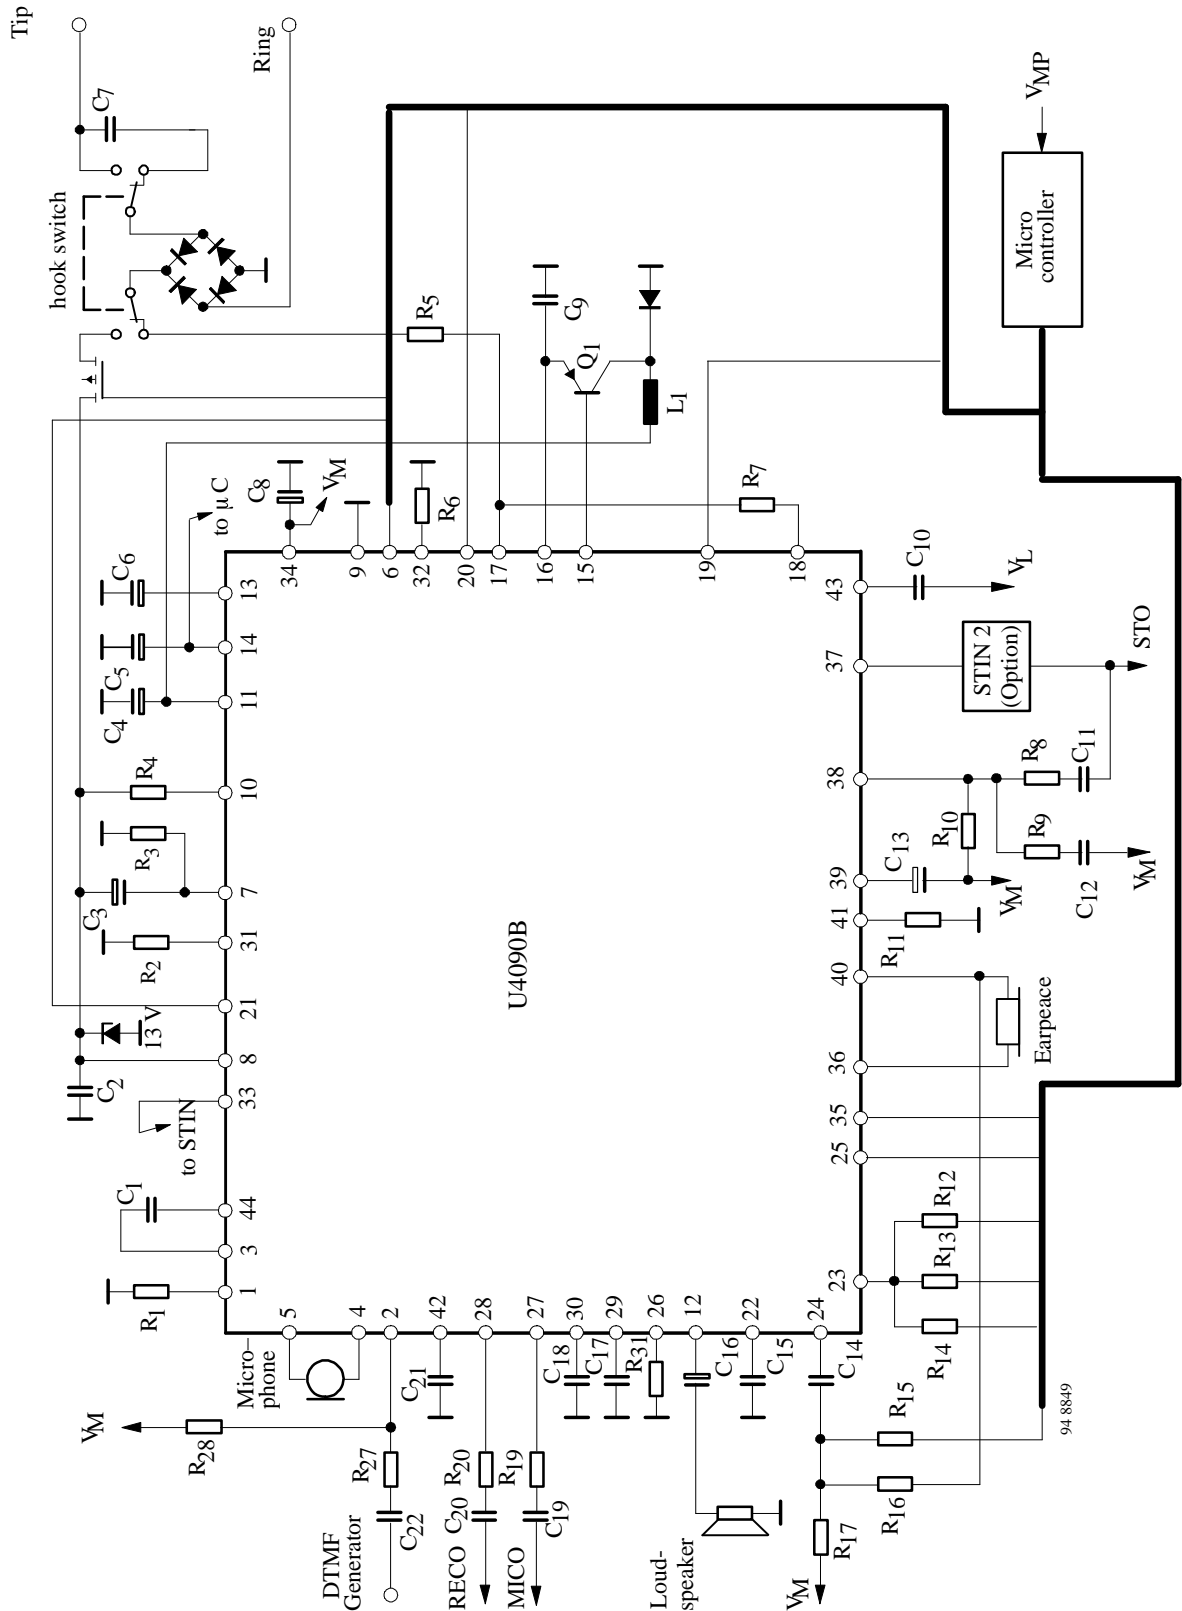 Tip
Ring
C7
hook switch
VMP
Micro
controller
R5
C9
Q1
L1
C8
VM
to µ C
R6
R7
C6
C5
C4
R4
R3
C3
R2
13 V
C2
to STIN
C1
R1
13
14
11
10
7
31
21
8
33
44
3
1
34
9
6
32
20
17
16
15
19
18
U4090B
43
37
38
39
41
40
36
35
25
23
5
4
2
42
28
27
30
29
26
12
22
24
C10
VL
STIN 2
(Option)
STO
R8
C11
R9
C12
VM
R10
C13
VM
R11
Earpeace
R12
R13
R14
Micro–
phone
VM
R28
R27
C22
DTMF
Generator
C21
R20
C20
RECO
R19
C19
MICO
C18
C17
R31
C16
C15
C14
Loud-
speaker
R15
R16
R17
VM
94 8849